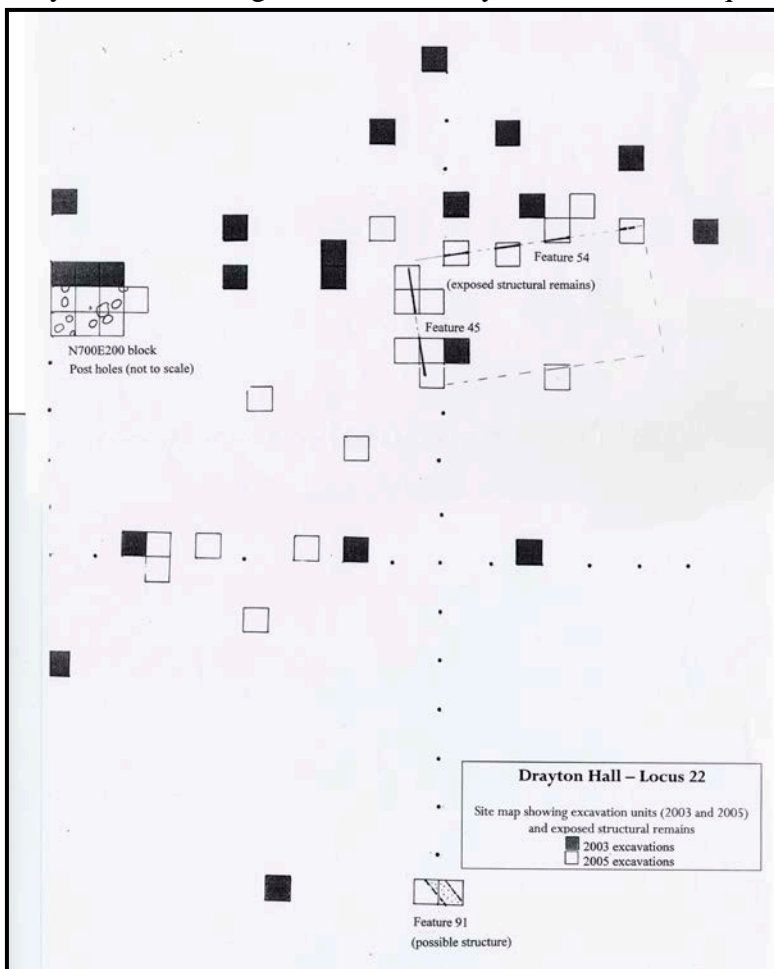 Feature 54
(exposed structural remains)
Feature 45
N700E200 block
Post holes (not to scale)
Drayton Hall – Locus 22
Site map showing excavation units (2003 and 2005)
and exposed structural remains
2003 excavations
2005 excavations
Feature 91
(possible structure)